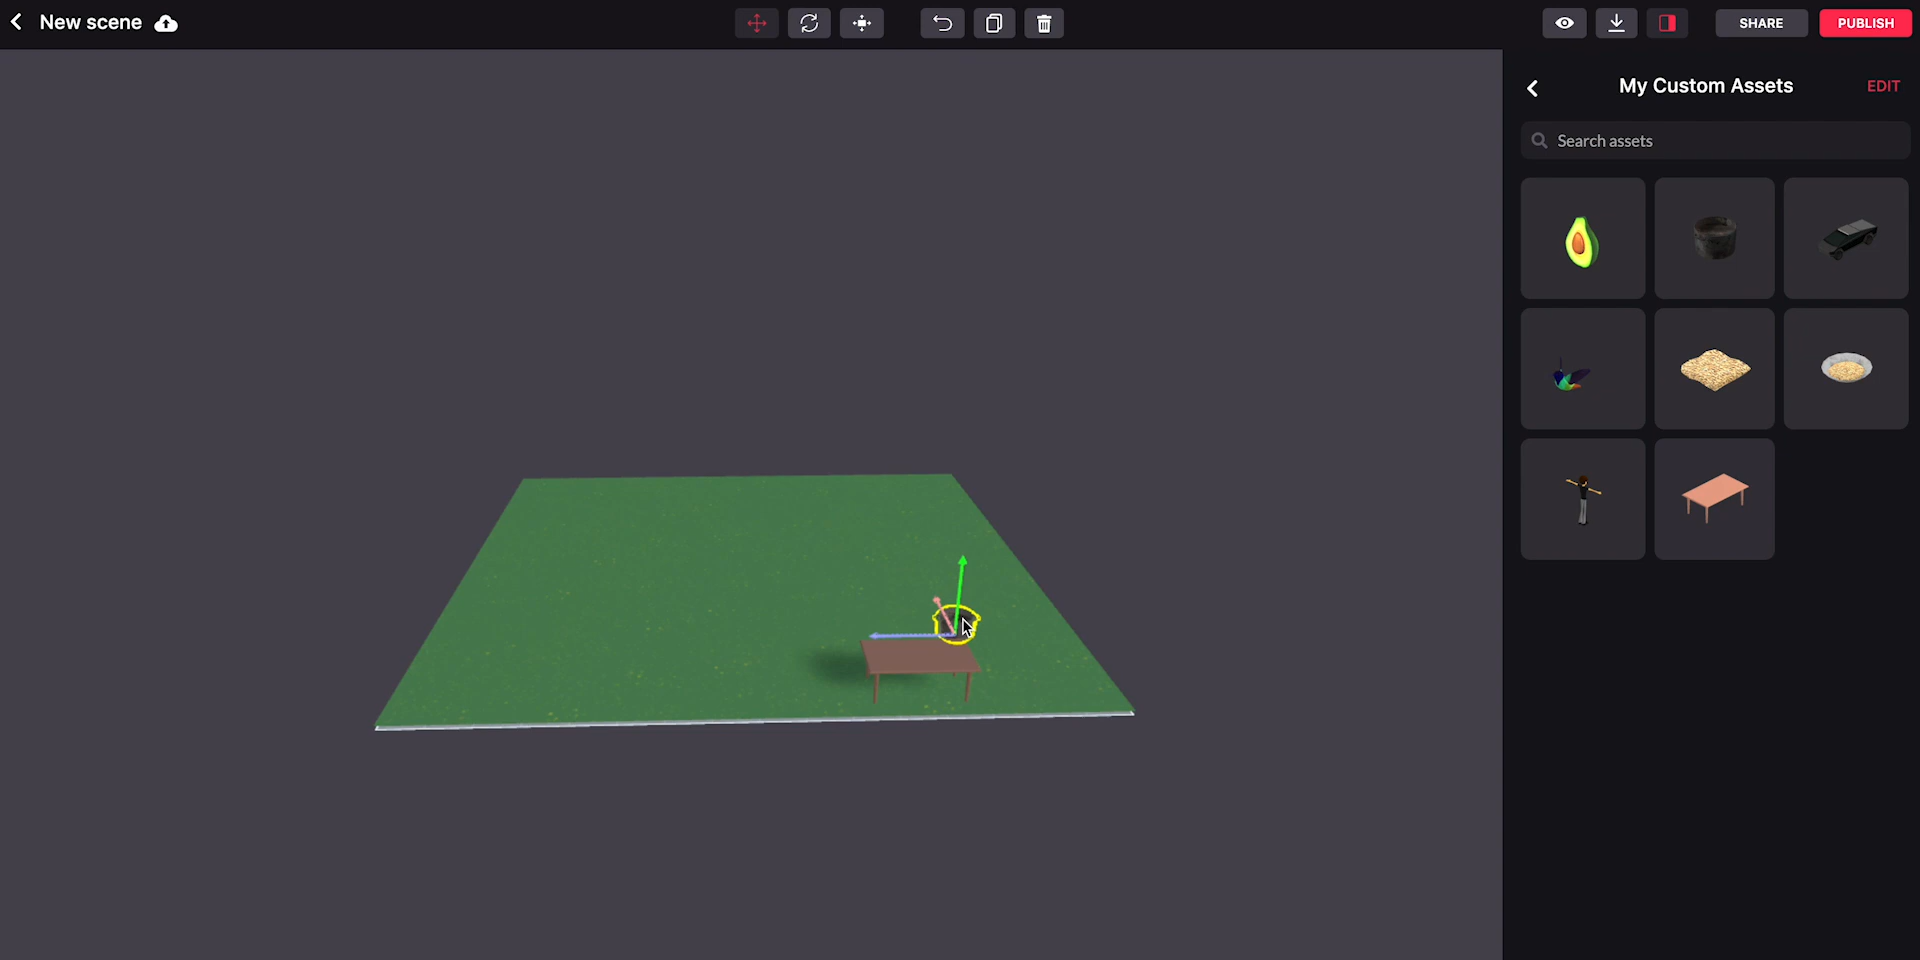 New scene
SHARE
PUBLISH
My Custom Assets
EDIT
Search assets